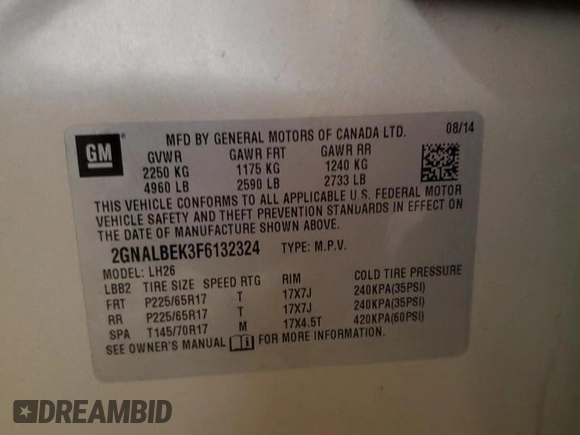 GM
MFD BY GENERAL MOTORS OF CANADA LTD. 08/14
GVWR GAWR FRT GAWR RR
2250 KG 1175 KG 1240 KG
4960 LB 2590 LB 2733 LB
THIS VEHICLE CONFORMS TO ALL APPLICABLE U.S. FEDERAL MOTOR
VEHICLE SAFETY AND THEFT PREVENTION STANDARDS IN EFFECT ON
THE DATE OF MANUFACTURE SHOWN ABOVE.
2GNALBEK3F6132324 TYPE: M.P.V.
MODEL: LH26
LBB2 TIRE SIZE SPEED RTG RIM COLD TIRE PRESSURE
FRT P225/65R17 T 17X7J 240KPA(35PSI)
RR P225/65R17 T 17X7J 240KPA(35PSI)
SPA T145/70R17 M 17X4.5T 420KPA(60PSI)
SEE OWNER'S MANUAL FOR MORE INFORMATION.
DREAMBID